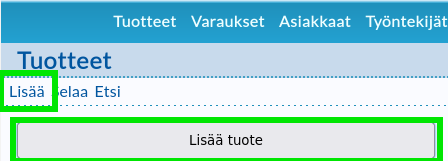 Tuotteet Varaukset Asiakkaat Työntekijät
Tuotteet
Lisää Selaa Etsi
Lisää tuote